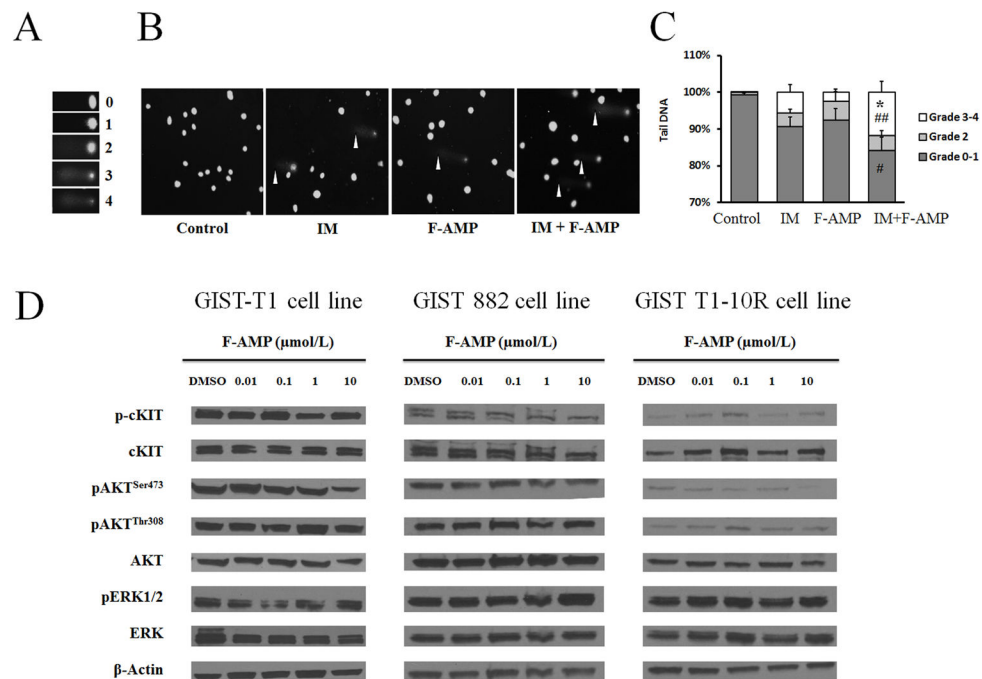 A
B
C
0
1
2
3
4
Control
IM
F-AMP
IM + F-AMP
Tail DNA
110%
100%
90%
80%
70%
*
##
#
Control
IM
F-AMP
IM+F-AMP
Grade 3-4
Grade 2
Grade 0-1
D
GIST-T1 cell line
GIST 882 cell line
GIST T1-10R cell line
F-AMP (µmol/L)
F-AMP (µmol/L)
F-AMP (µmol/L)
DMSO 0.01 0.1 1 10
DMSO 0.01 0.1 1 10
DMSO 0.01 0.1 1 10
p-cKIT
cKIT
pAKTSer473
pAKTThr308
AKT
pERK1/2
ERK
β-Actin